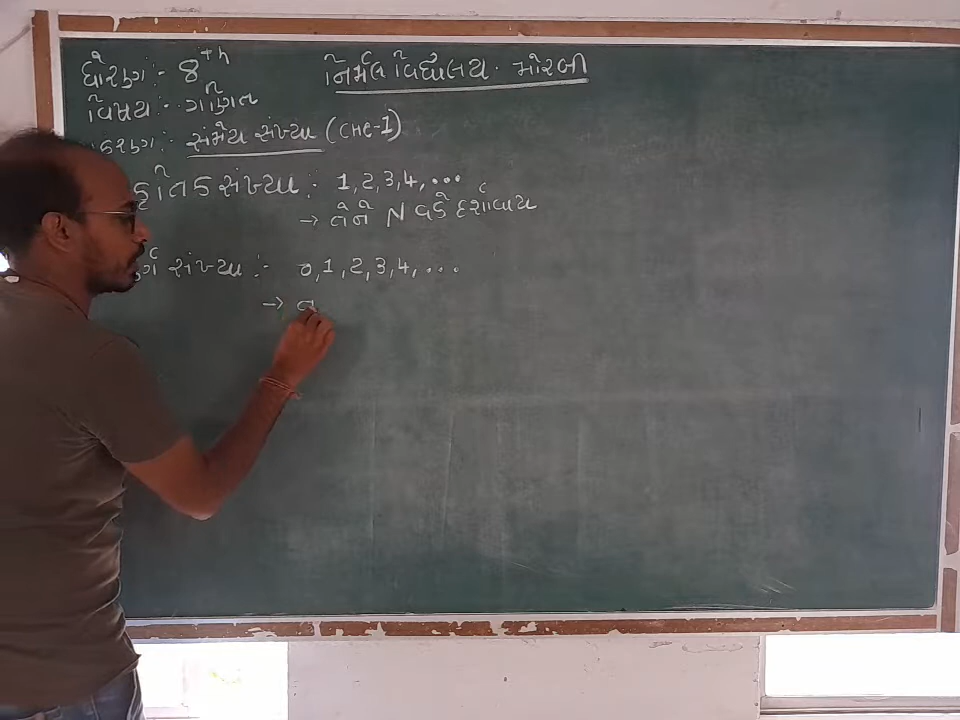 ધોરણ :- 8th
નિર્મલ વિદ્યાલય. મોરબી
વિષય :- ગણિત
સંમેય સંખ્યા (CHE-1)
સંખ્યા :- 1,2,3,4,...
→ તેને N વડે દર્શાવાય
સંખ્યા :- 0,1,2,3,4,...
→ ત